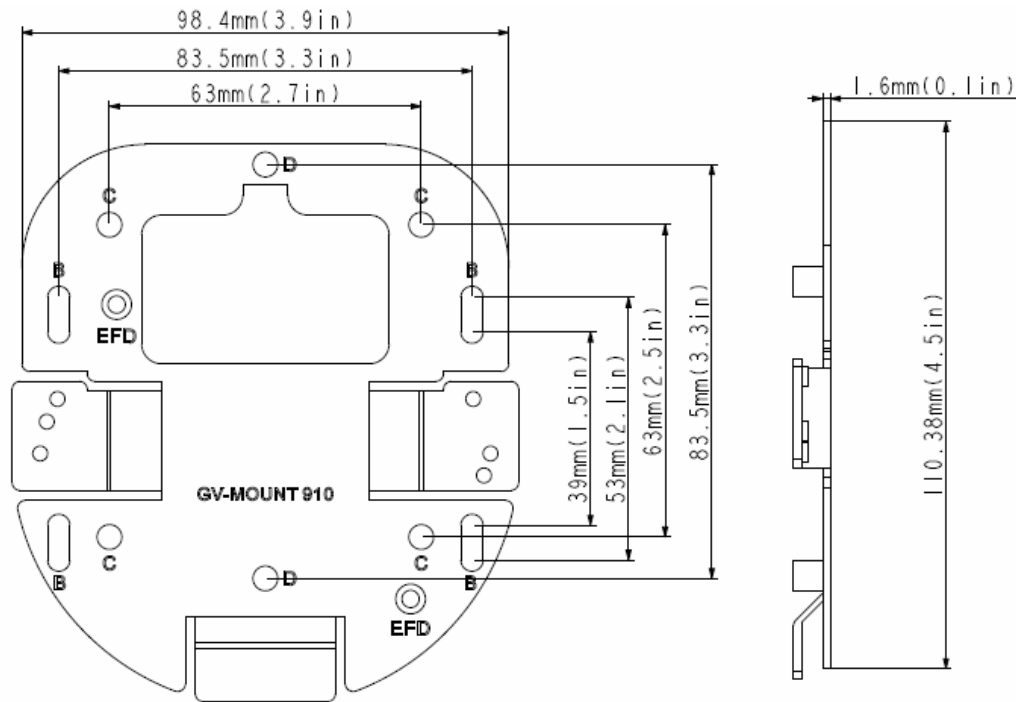 98.4mm(3.9in)
83.5mm(3.3in)
63mm(2.7in)
1.6mm(0.1in)
D
C
C
B
B
EFD
39mm(1.5in)
53mm(2.1in)
63mm(2.5in)
83.5mm(3.3in)
110.38mm(4.5in)
GV-MOUNT 910
C
C
B
D
B
EFD